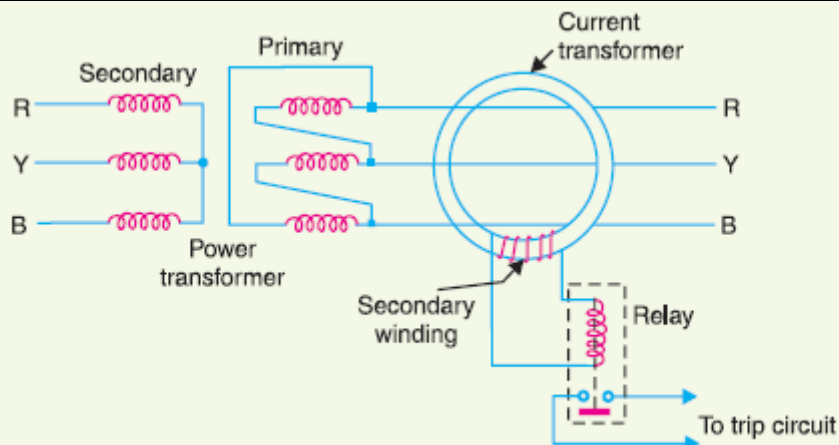 Current
transformer
Primary
Secondary
R
R
Y
Y
B
B
Power
transformer
Secondary
winding
Relay
To trip circuit